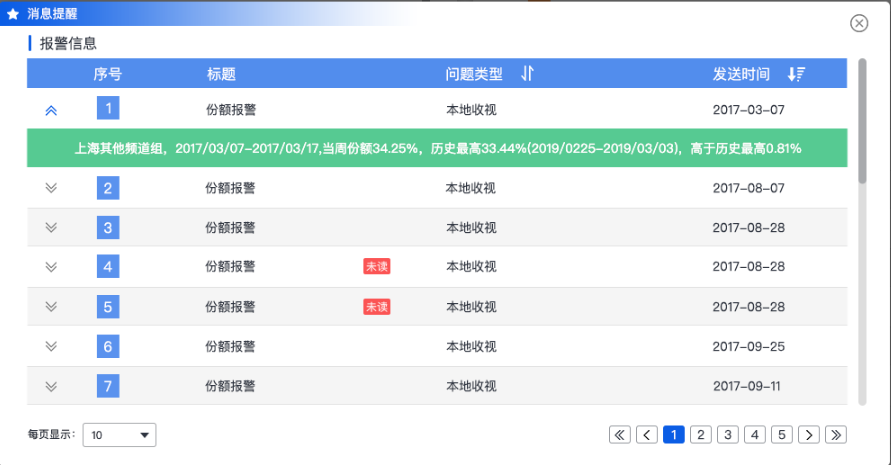 消息提醒
报警信息
序号 标题 问题类型 发送时间
1 份额报警 本地收视 2017-03-07
上海其他频道组，2017/03/07-2017/03/17,当周份额34.25%，历史最高33.44%(2019/0225-2019/03/03)，高于历史最高0.81%
2 份额报警 本地收视 2017-08-07
3 份额报警 本地收视 2017-08-28
4 份额报警 未读 本地收视 2017-08-28
5 份额报警 未读 本地收视 2017-08-28
6 份额报警 本地收视 2017-09-25
7 份额报警 本地收视 2017-09-11
每页显示： 10 1 2 3 4 5